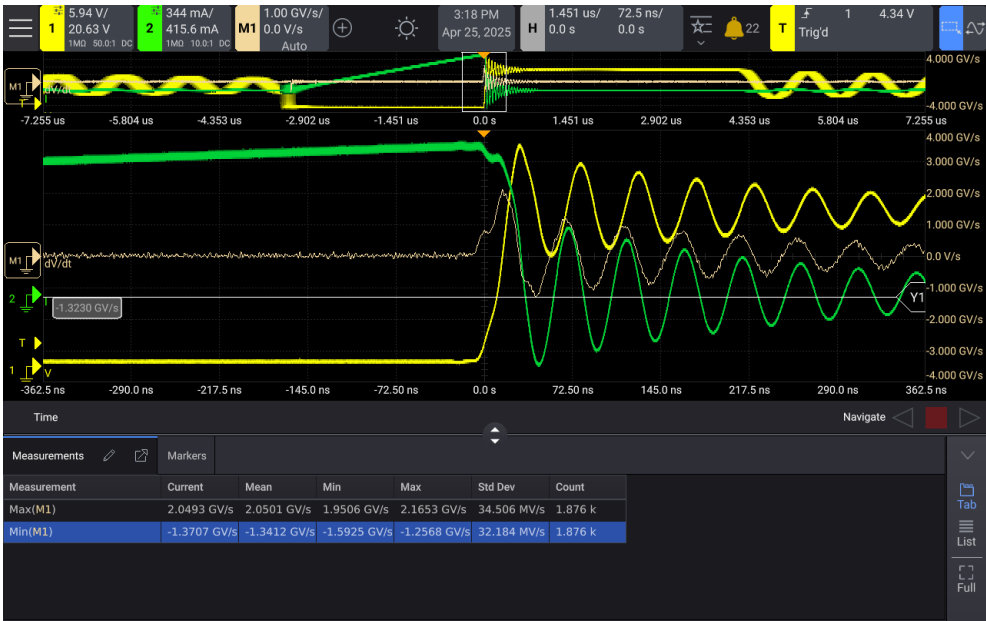 5.94 V/
1 20.63 V
1MΩ 50.0:1 DC
344 mA/
2 415.6 mA
1MΩ 10.0:1 DC
1.00 GV/s/
M1 0.0 V/s
Auto
3:18 PM
Apr 25, 2025
H 1.451 us/ 72.5 ns/
0.0 s 0.0 s
22
T 1 4.34 V
Trig'd
4.000 GV/s
M1 dV/dt
I
T
-4.000 GV/s
-7.255 us -5.804 us -4.353 us -2.902 us -1.451 us 0.0 s 1.451 us 2.902 us 4.353 us 5.804 us 7.255 us
4.000 GV/s
3.000 GV/s
2.000 GV/s
1.000 GV/s
M1 dV/dt 0.0 V/s
-1.000 GV/s
2 I Y1
-1.3230 GV/s
-2.000 GV/s
T
-3.000 GV/s
1 V
-4.000 GV/s
-362.5 ns -290.0 ns -217.5 ns -145.0 ns -72.50 ns 0.0 s 72.50 ns 145.0 ns 217.5 ns 290.0 ns 362.5 ns
Time Navigate
Measurements Markers
Measurement Current Mean Min Max Std Dev Count
Max(M1) 2.0493 GV/s 2.0501 GV/s 1.9506 GV/s 2.1653 GV/s 34.506 MV/s 1.876 k
Min(M1) -1.3707 GV/s -1.3412 GV/s -1.5925 GV/s -1.2568 GV/s 32.184 MV/s 1.876 k
Tab
List
Full